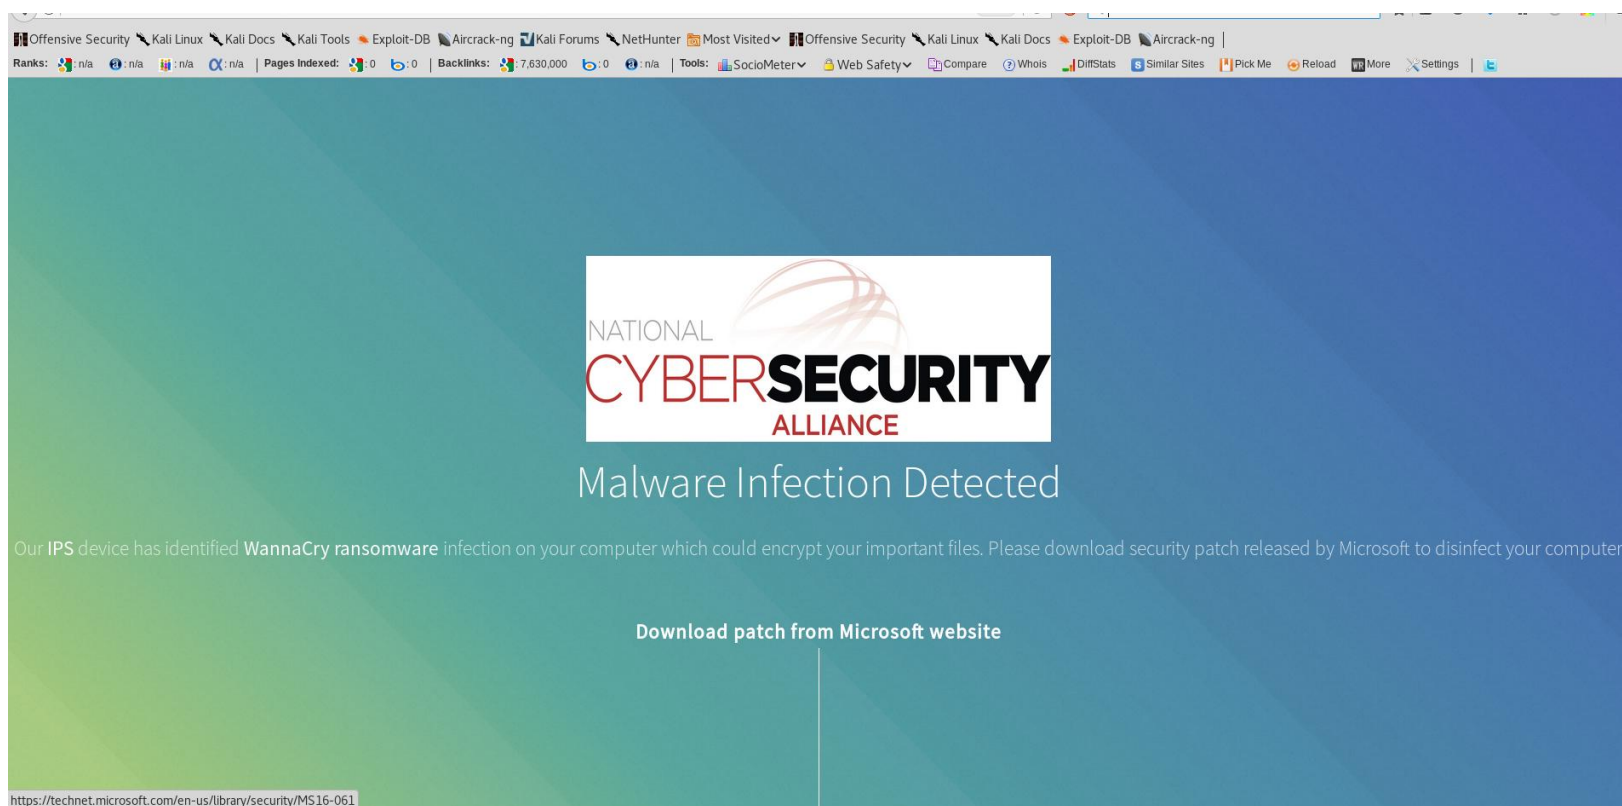 Offensive Security Kali Linux Kali Docs Kali Tools Exploit-DB Aircrack-ng Kali Forums NetHunter Most Visited Offensive Security Kali Linux Kali Docs Exploit-DB Aircrack-ng
Ranks: : n/a : n/a : n/a : n/a | Pages Indexed: : 0 : 0 | Backlinks: : 7,630,000 : 0 : n/a | Tools: SocioMeter Web Safety Compare Whois DiffStats Similar Sites Pick Me Reload More Settings
NATIONAL
CYBERSECURITY
ALLIANCE
Malware Infection Detected
Our IPS device has identified WannaCry ransomware infection on your computer which could encrypt your important files. Please download security patch released by Microsoft to disinfect your computer
Download patch from Microsoft website
https://technet.microsoft.com/en-us/library/security/MS16-061